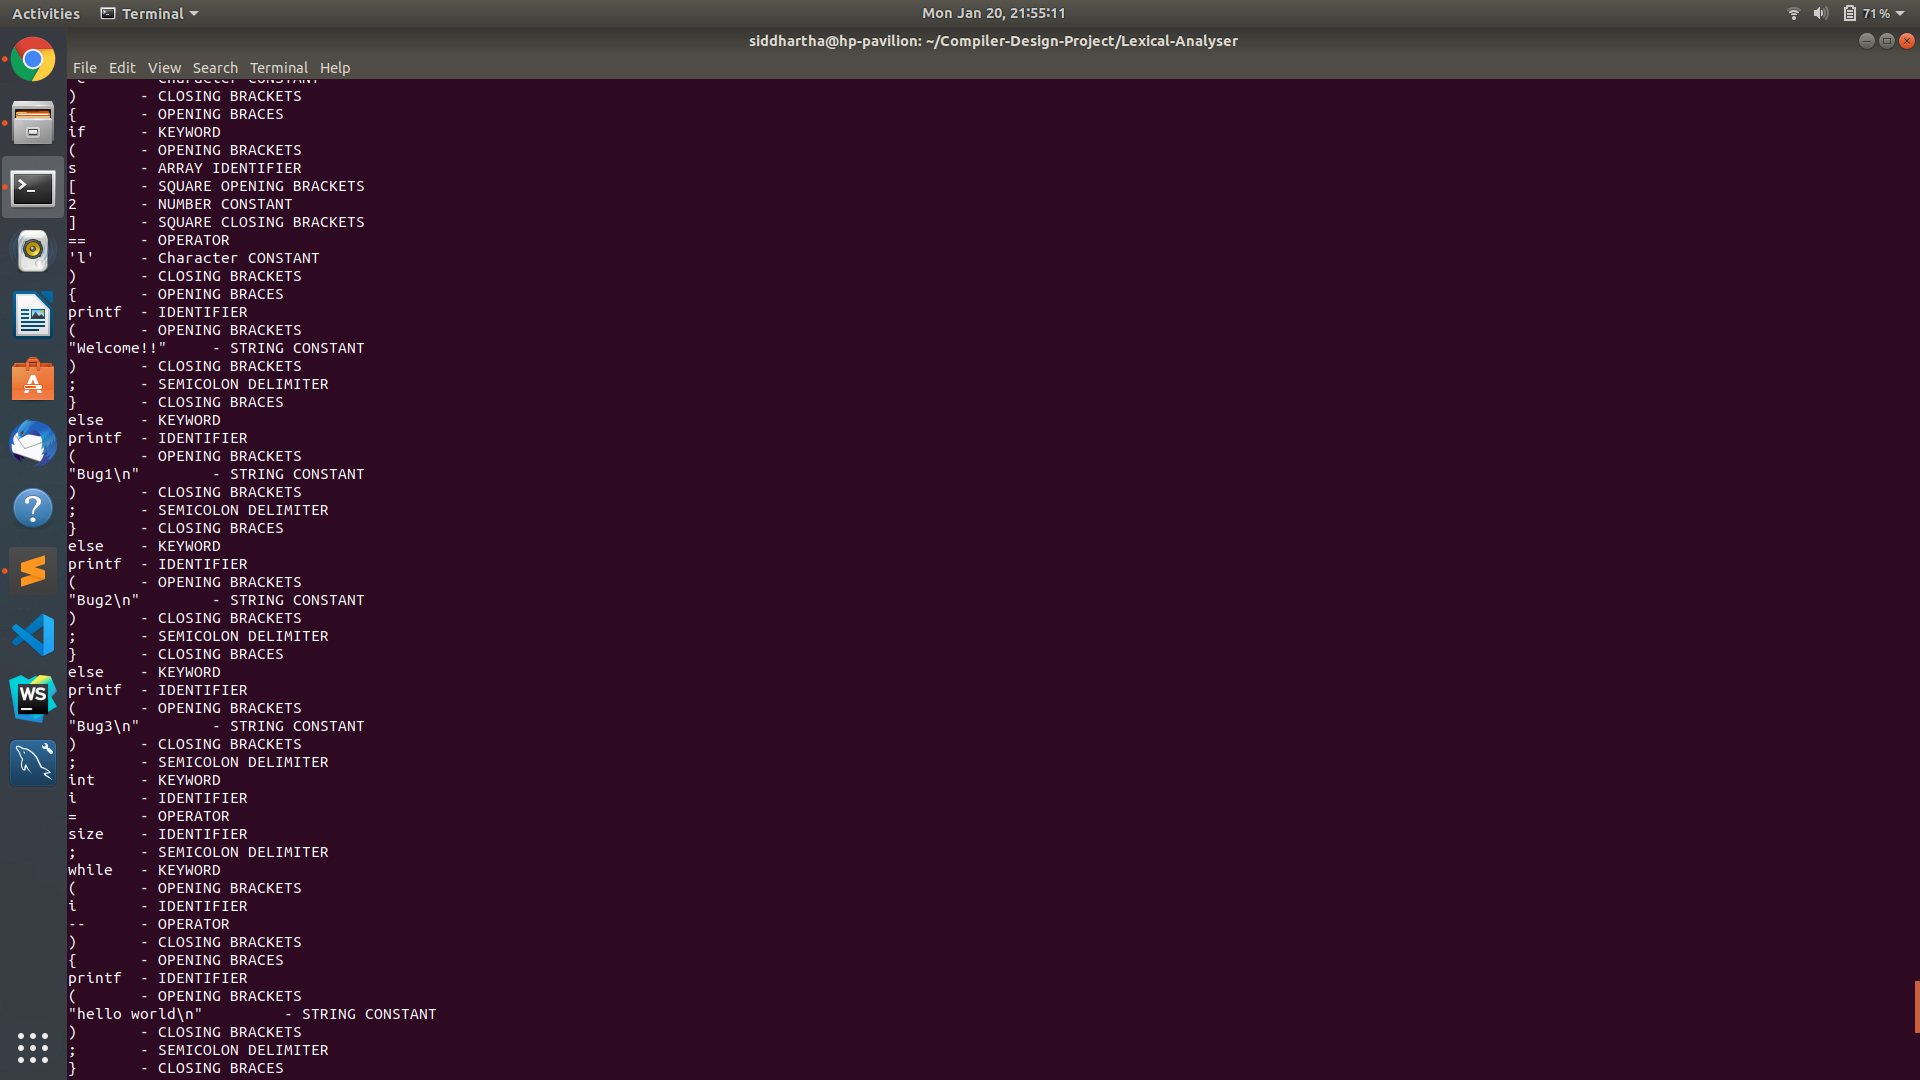 Activities Terminal Mon Jan 20, 21:55:11 71 %
siddhartha@hp-pavilion: ~/Compiler-Design-Project/Lexical-Analyser
File Edit View Search Terminal Help
- Character CONSTANT
) - CLOSING BRACKETS
{ - OPENING BRACES
if - KEYWORD
( - OPENING BRACKETS
s - ARRAY IDENTIFIER
[ - SQUARE OPENING BRACKETS
2 - NUMBER CONSTANT
] - SQUARE CLOSING BRACKETS
== - OPERATOR
'l' - Character CONSTANT
) - CLOSING BRACKETS
{ - OPENING BRACES
printf - IDENTIFIER
( - OPENING BRACKETS
"Welcome!!" - STRING CONSTANT
) - CLOSING BRACKETS
; - SEMICOLON DELIMITER
} - CLOSING BRACES
else - KEYWORD
printf - IDENTIFIER
( - OPENING BRACKETS
"Bug1\n" - STRING CONSTANT
) - CLOSING BRACKETS
; - SEMICOLON DELIMITER
} - CLOSING BRACES
else - KEYWORD
printf - IDENTIFIER
( - OPENING BRACKETS
"Bug2\n" - STRING CONSTANT
) - CLOSING BRACKETS
; - SEMICOLON DELIMITER
} - CLOSING BRACES
else - KEYWORD
printf - IDENTIFIER
( - OPENING BRACKETS
"Bug3\n" - STRING CONSTANT
) - CLOSING BRACKETS
; - SEMICOLON DELIMITER
int - KEYWORD
i - IDENTIFIER
= - OPERATOR
size - IDENTIFIER
; - SEMICOLON DELIMITER
while - KEYWORD
( - OPENING BRACKETS
i - IDENTIFIER
-- - OPERATOR
) - CLOSING BRACKETS
{ - OPENING BRACES
printf - IDENTIFIER
( - OPENING BRACKETS
"hello world\n" - STRING CONSTANT
) - CLOSING BRACKETS
; - SEMICOLON DELIMITER
} - CLOSING BRACES
WS